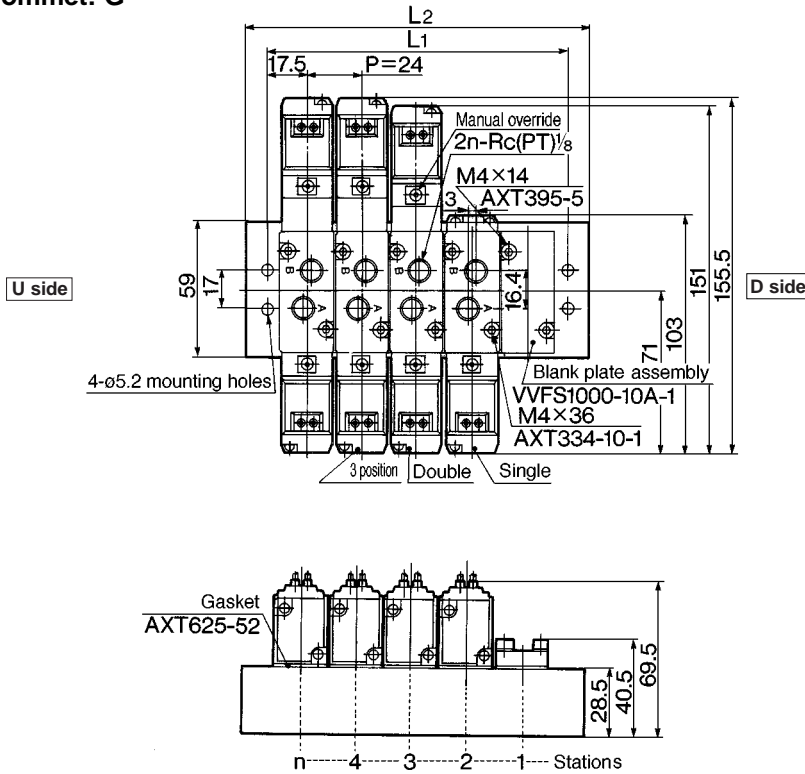 ommet: G
L2
L1
17.5
P=24
Manual override
2n-Rc(PT)⅛
M4×14
3
AXT395-5
B
B
B
B
A
A
A
A
59
17
16.4
71
103
151
155.5
U side
D side
4-ø5.2 mounting holes
Blank plate assembly
VVFS1000-10A-1
M4×36
AXT334-10-1
3 position
Double
Single
Gasket
AXT625-52
28.5
40.5
69.5
n
4
3
2
1
Stations